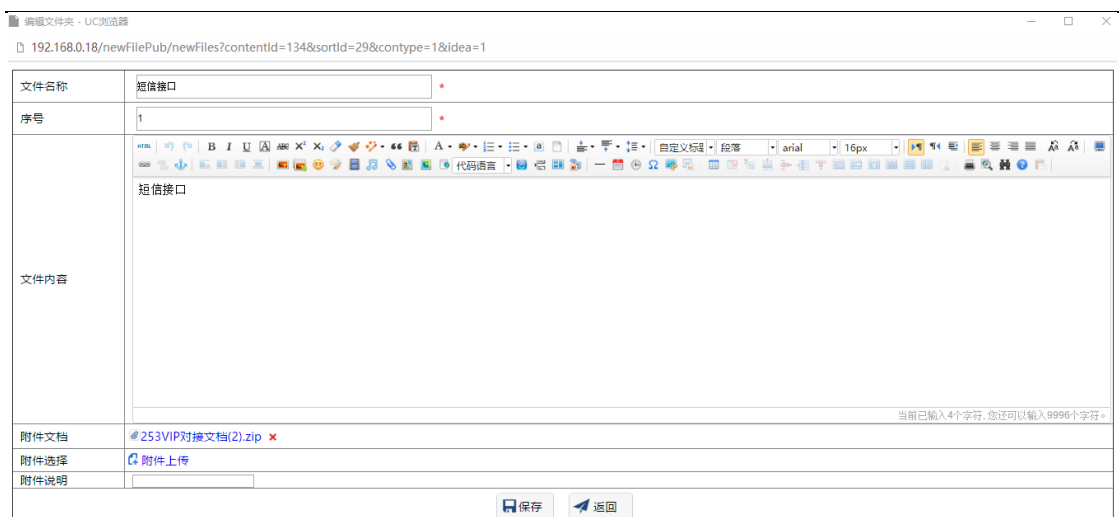 编辑文件夹 - UC浏览器
192.168.0.18/newFilePub/newFiles?contentId=134&sortId=29&contype=1&idea=1
文件名称 短信接口 *
序号 1 *
HTML B I U A ABC X² X₂ 66 A a 自定义标题 段落 arial 16px
代码语言
文件内容 短信接口
当前已输入4个字符, 您还可以输入9996个字符。
附件文档 253VIP对接文档(2).zip
附件选择 附件上传
附件说明
保存 返回